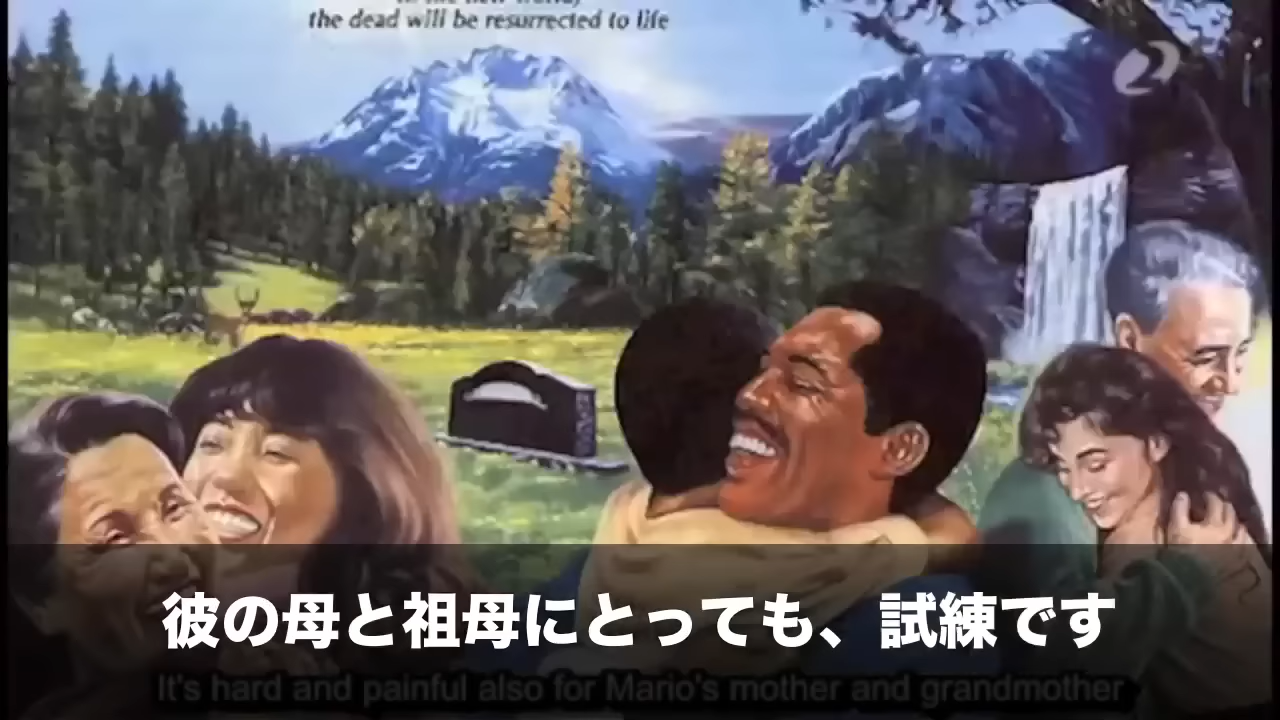 the dead will be resurrected to life
彼の母と祖母にとっても、試練です
It's hard and painful also for Mario's mother and grandmother